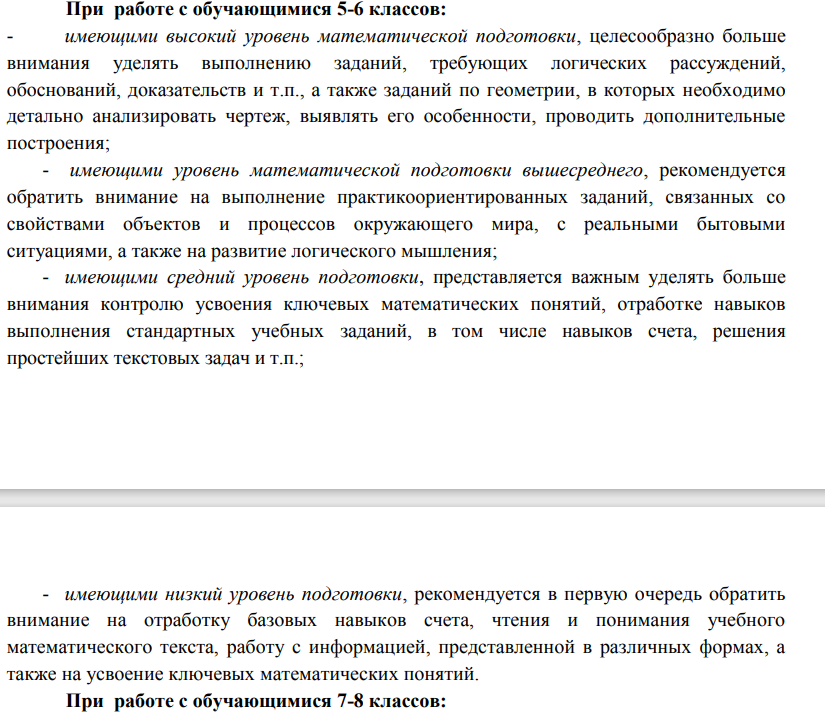 При работе с обучающимися 5-6 классов:
- имеющими высокий уровень математической подготовки, целесообразно больше
внимания уделять выполнению заданий, требующих логических рассуждений,
обоснований, доказательств и т.п., а также заданий по геометрии, в которых необходимо
детально анализировать чертеж, выявлять его особенности, проводить дополнительные
построения;
- имеющими уровень математической подготовки вышесреднего, рекомендуется
обратить внимание на выполнение практикоориентированных заданий, связанных со
свойствами объектов и процессов окружающего мира, с реальными бытовыми
ситуациями, а также на развитие логического мышления;
- имеющими средний уровень подготовки, представляется важным уделять больше
внимания контролю усвоения ключевых математических понятий, отработке навыков
выполнения стандартных учебных заданий, в том числе навыков счета, решения
простейших текстовых задач и т.п.;
- имеющими низкий уровень подготовки, рекомендуется в первую очередь обратить
внимание на отработку базовых навыков счета, чтения и понимания учебного
математического текста, работу с информацией, представленной в различных формах, а
также на усвоение ключевых математических понятий.
При работе с обучающимися 7-8 классов: